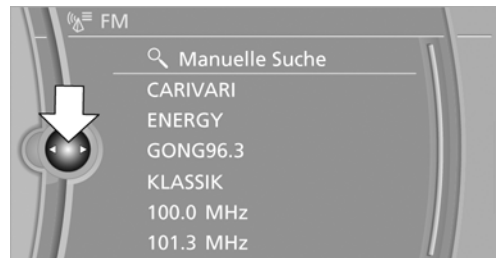 FM
Manuelle Suche
CARIVARI
ENERGY
GONG96.3
KLASSIK
100.0 MHz
101.3 MHz